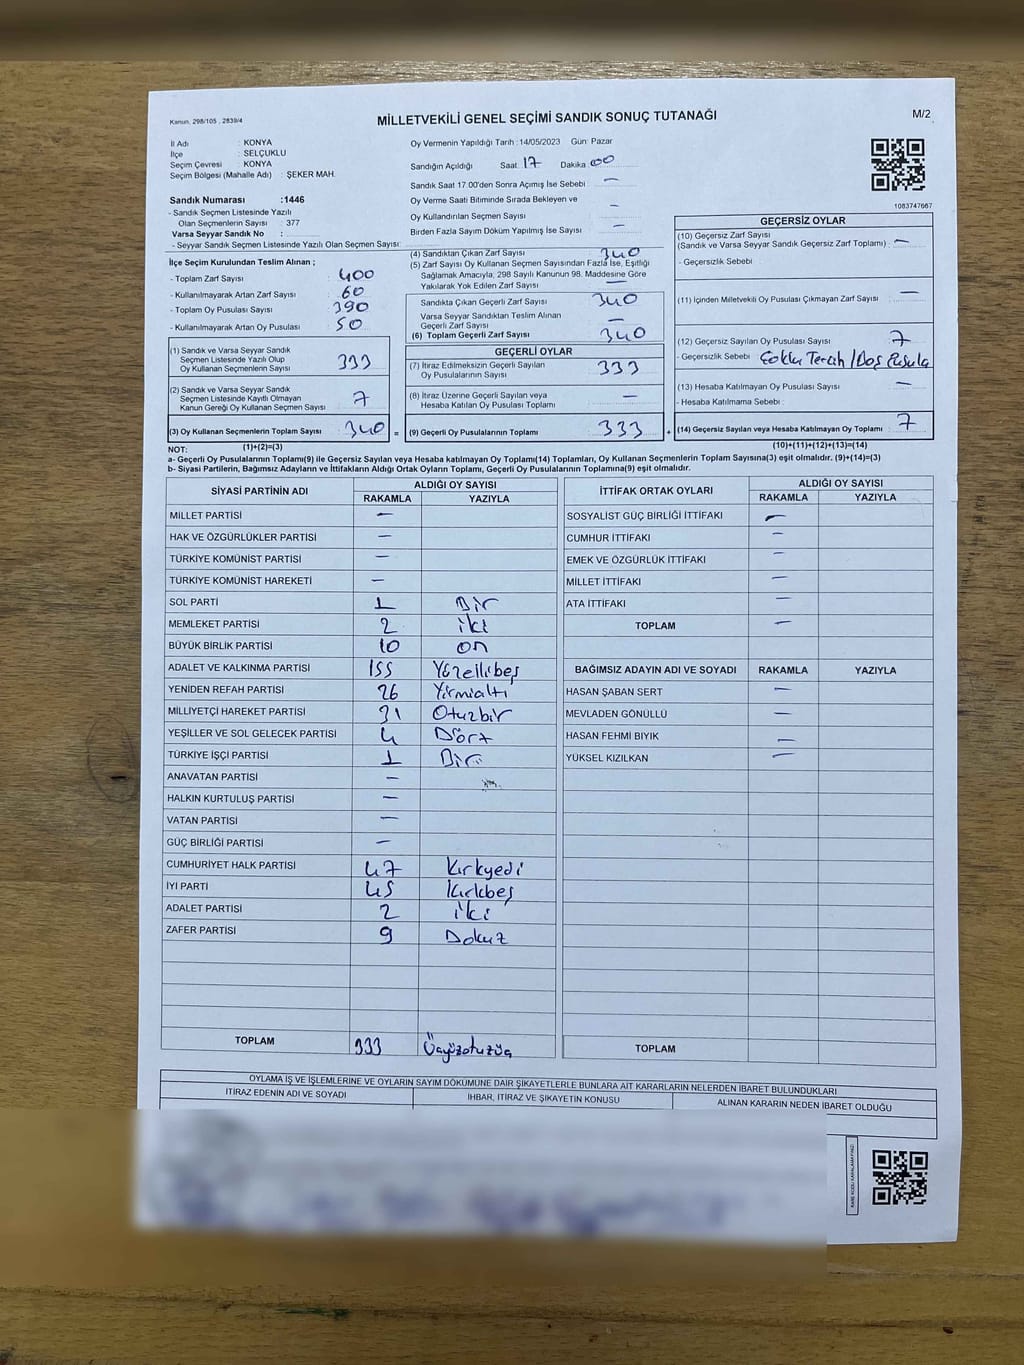 Kanun, 298/105 , 2839/4
MİLLETVEKİLİ GENEL SEÇİMİ SANDIK SONUÇ TUTANAĞI
M/2
İl Adı : KONYA
İlçe : SELÇUKLU
Seçim Çevresi : KONYA
Seçim Bölgesi (Mahalle Adı) : ŞEKER MAH.
Sandık Numarası :1446
- Sandık Seçmen Listesinde Yazılı
Olan Seçmenlerin Sayısı : 377
Varsa Seyyar Sandık No :
- Seyyar Sandık Seçmen Listesinde Yazılı Olan Seçmen Sayısı:
Oy Vermenin Yapıldığı Tarih : 14/05/2023 Gün: Pazar
Sandığın Açıldığı Saat 17 Dakika 00
Sandık Saat 17.00'den Sonra Açımış İse Sebebi : —
Oy Verme Saati Bitiminde Sırada Bekleyen ve
Oy Kullandırılan Seçmen Sayısı : —
Birden Fazla Sayım Döküm Yapılmış İse Sayısı : —
1083747667
İlçe Seçim Kurulundan Teslim Alınan ;
- Toplam Zarf Sayısı : 400
- Kullanılmayarak Artan Zarf Sayısı : 60
- Toplam Oy Pusulası Sayısı : 390
- Kullanılmayarak Artan Oy Pusulası : 50
(1) Sandık ve Varsa Seyyar Sandık
Seçmen Listesinde Yazılı Olup
Oy Kullanan Seçmenlerin Sayısı 333
(2) Sandık ve Varsa Seyyar Sandık
Seçmen Listesinde Kayıtlı Olmayan
Kanun Gereği Oy Kullanan Seçmen Sayısı 7
(3) Oy Kullanan Seçmenlerin Toplam Sayısı 340 =
(1)+(2)=(3)
(4) Sandıktan Çıkan Zarf Sayısı 340
(5) Zarf Sayısı Oy Kullanan Seçmen Sayısından Fazla İse, Eşitliği
Sağlamak Amacıyla, 298 Sayılı Kanunun 98. Maddesine Göre
Yakılarak Yok Edilen Zarf Sayısı : —
Sandıkta Çıkan Geçerli Zarf Sayısı 340
Varsa Seyyar Sandıktan Teslim Alınan
Geçerli Zarf Sayısı —
(6) Toplam Geçerli Zarf Sayısı : 340
GEÇERLİ OYLAR
(7) İtiraz Edilmeksizin Geçerli Sayılan
Oy Pusulalarının Sayısı : 333
(8) İtiraz Üzerine Geçerli Sayılan veya
Hesaba Katılan Oy Pusulası Toplamı : —
(9) Geçerli Oy Pusulalarının Toplamı : 333 +
GEÇERSİZ OYLAR
(10) Geçersiz Zarf Sayısı
(Sandık ve Varsa Seyyar Sandık Geçersiz Zarf Toplamı) : —
- Geçersizlik Sebebi :
(11) İçinden Milletvekili Oy Pusulası Çıkmayan Zarf Sayısı : —
(12) Geçersiz Sayılan Oy Pusulası Sayısı : 7
- Geçersizlik Sebebi : Çoklu Tercih / Boş Pusula
(13) Hesaba Katılmayan Oy Pusulası Sayısı : —
- Hesaba Katılmama Sebebi :
(14) Geçersiz Sayılan veya Hesaba Katılmayan Oy Toplamı : 7
(10)+(11)+(12)+(13)=(14)
NOT:
a- Geçerli Oy Pusulalarının Toplamı(9) ile Geçersiz Sayılan veya Hesaba katılmayan Oy Toplamı(14) Toplamları, Oy Kullanan Seçmenlerin Toplam Sayısına(3) eşit olmalıdır. (9)+(14)=(3)
b- Siyasi Partilerin, Bağımsız Adayların ve İttifakların Aldığı Ortak Oyların Toplamı, Geçerli Oy Pusulalarının Toplamına(9) eşit olmalıdır.
SİYASİ PARTİNİN ADI ALDIĞI OY SAYISI
RAKAMLA YAZIYLA
MİLLET PARTİSİ —
HAK VE ÖZGÜRLÜKLER PARTİSİ —
TÜRKİYE KOMÜNİST PARTİSİ —
TÜRKİYE KOMÜNİST HAREKETİ —
SOL PARTİ 1 Bir
MEMLEKET PARTİSİ 2 iki
BÜYÜK BİRLİK PARTİSİ 10 on
ADALET VE KALKINMA PARTİSİ 155 Yüzellibeş
YENİDEN REFAH PARTİSİ 26 Yirmialtı
MİLLİYETÇİ HAREKET PARTİSİ 31 Otuzbir
YEŞİLLER VE SOL GELECEK PARTİSİ 4 Dört
TÜRKİYE İŞÇİ PARTİSİ 1 Bir
ANAVATAN PARTİSİ —
HALKIN KURTULUŞ PARTİSİ —
VATAN PARTİSİ —
GÜÇ BİRLİĞİ PARTİSİ —
CUMHURİYET HALK PARTİSİ 47 Kırkyedi
İYİ PARTİ 45 Kırkbeş
ADALET PARTİSİ 2 iki
ZAFER PARTİSİ 9 Dokuz
TOPLAM 333 Üçyüzotuzüç
İTTİFAK ORTAK OYLARI ALDIĞI OY SAYISI
RAKAMLA YAZIYLA
SOSYALİST GÜÇ BİRLİĞİ İTTİFAKI —
CUMHUR İTTİFAKI —
EMEK VE ÖZGÜRLÜK İTTİFAKI —
MİLLET İTTİFAKI —
ATA İTTİFAKI —
TOPLAM —
BAĞIMSIZ ADAYIN ADI VE SOYADI RAKAMLA YAZIYLA
HASAN ŞABAN SERT —
MEVLADEN GÖNÜLLÜ —
HASAN FEHMİ BIYIK —
YÜKSEL KIZILKAN —
TOPLAM
OYLAMA İŞ VE İŞLEMLERİNE VE OYLARIN SAYIM DÖKÜMÜNE DAİR ŞİKAYETLERLE BUNLARA AİT KARARLARIN NELERDEN İBARET BULUNDUKLARI
İTİRAZ EDENİN ADI VE SOYADI İHBAR, İTİRAZ VE ŞİKAYETİN KONUSU ALINAN KARARIN NEDEN İBARET OLDUĞU